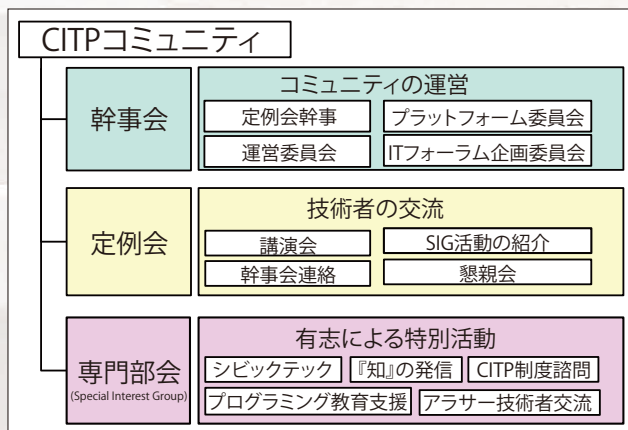 CITPコミュニティ
幹事会
コミュニティの運営
定例会幹事
プラットフォーム委員会
運営委員会
ITフォーラム企画委員会
定例会
技術者の交流
講演会
SIG活動の紹介
幹事会連絡
懇親会
専門部会
(Special Interest Group)
有志による特別活動
シビックテック
『知』の発信
CITP制度諮問
プログラミング教育支援
アラサー技術者交流